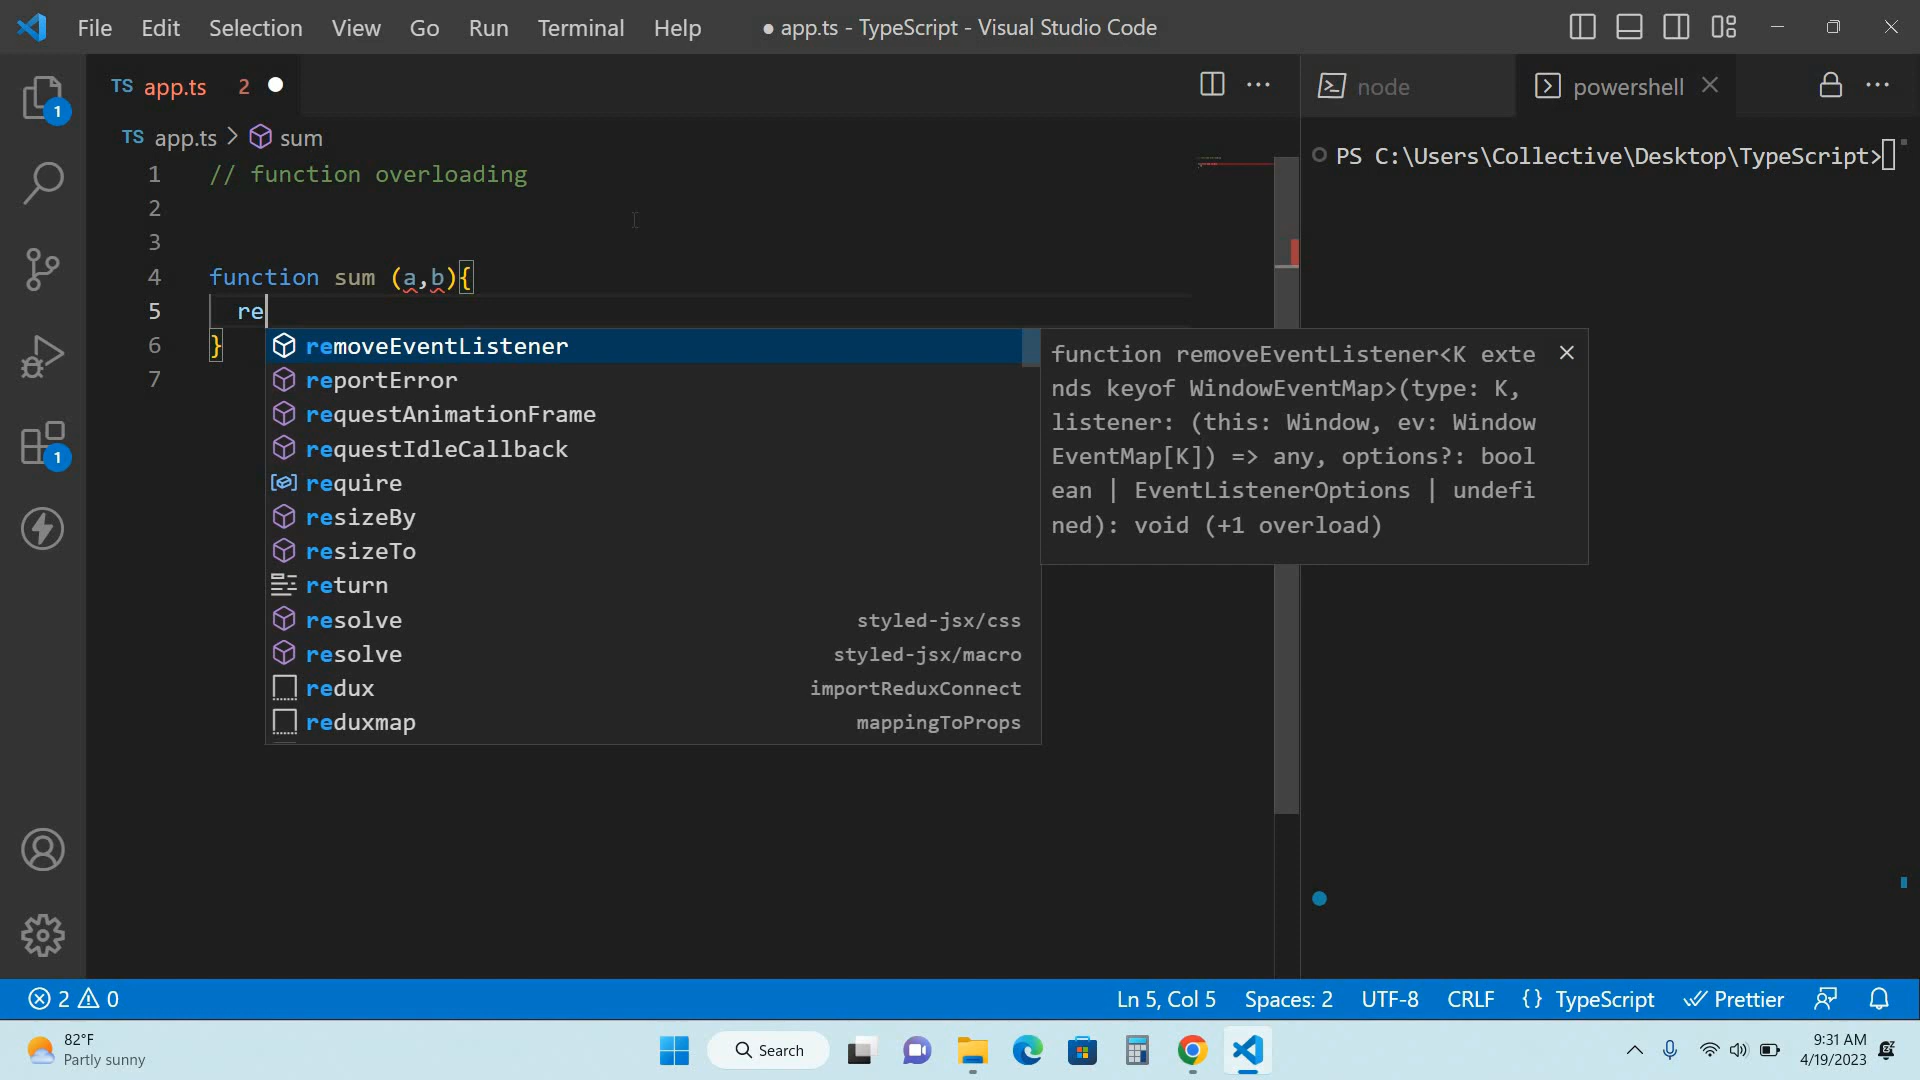 File Edit Selection View Go Run Terminal Help
● app.ts - TypeScript - Visual Studio Code
TS app.ts 2
node
powershell
TS app.ts > sum
1 // function overloading
2
3
4 function sum (a,b){
5 re
6 }
7
removeEventListener
reportError
requestAnimationFrame
requestIdleCallback
require
resizeBy
resizeTo
return
resolve styled-jsx/css
resolve styled-jsx/macro
redux importReduxConnect
reduxmap mappingToProps
function removeEventListener<K exte
nds keyof WindowEventMap>(type: K,
listener: (this: Window, ev: Window
EventMap[K]) => any, options?: bool
ean | EventListenerOptions | undefi
ned): void (+1 overload)
PS C:\Users\Collective\Desktop\TypeScript>
1
1
2 0
Ln 5, Col 5 Spaces: 2 UTF-8 CRLF {} TypeScript Prettier
82°F
Partly sunny
Search
9:31 AM
4/19/2023